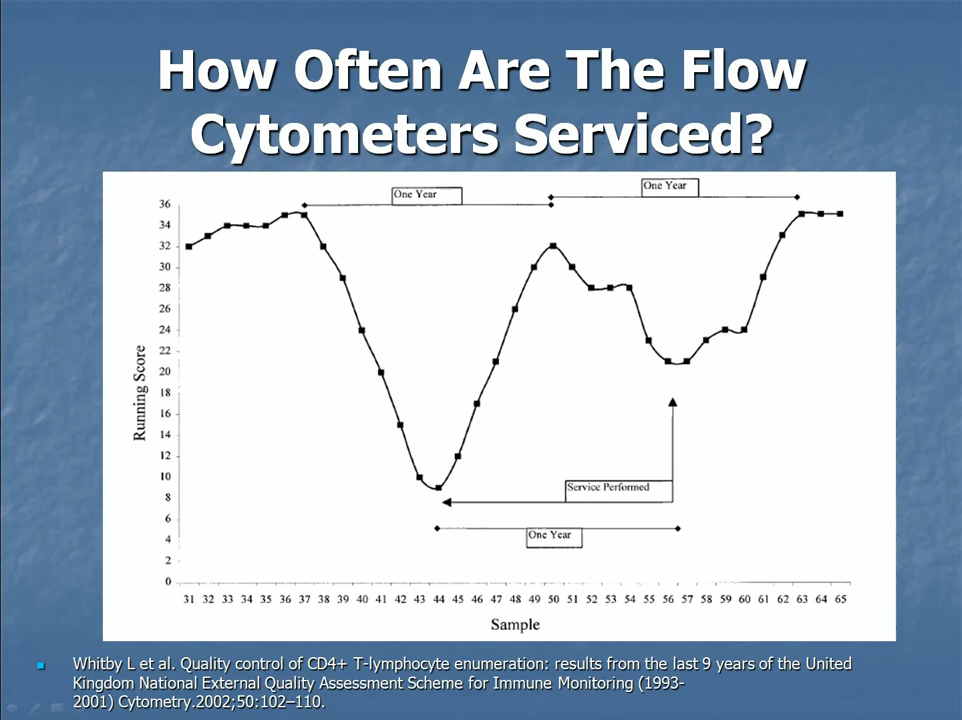 How Often Are The Flow
Cytometers Serviced?
One Year
One Year
36
34
32
30
28
26
24
22
20
18
16
14
12
10
8
6
4
2
0
Running Score
Service Performed
One Year
31 32 33 34 35 36 37 38 39 40 41 42 43 44 45 46 47 48 49 50 51 52 53 54 55 56 57 58 59 60 61 62 63 64 65
Sample
Whitby L et al. Quality control of CD4+ T-lymphocyte enumeration: results from the last 9 years of the United
Kingdom National External Quality Assessment Scheme for Immune Monitoring (1993-
2001) Cytometry.2002;50:102–110.